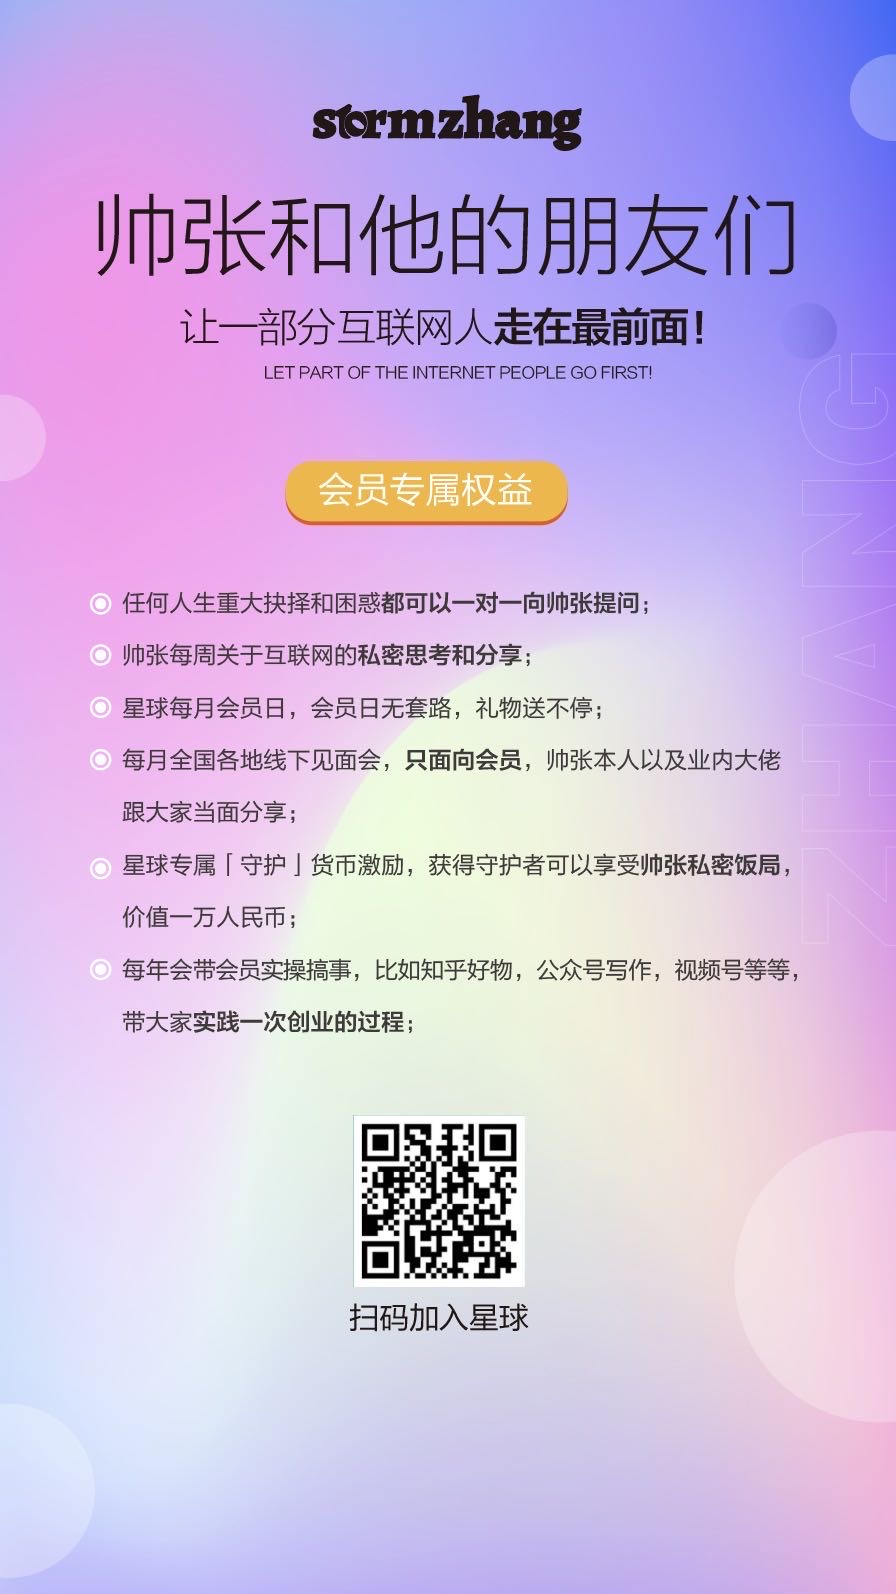 stormzhang
帅张和他的朋友们
让一部分互联网人走在最前面！
LET PART OF THE INTERNET PEOPLE GO FIRST!
会员专属权益
任何人生重大抉择和困惑都可以一对一向帅张提问；
帅张每周关于互联网的私密思考和分享；
星球每月会员日，会员日无套路，礼物送不停；
每月全国各地线下见面会，只面向会员，帅张本人以及业内大佬
跟大家当面分享；
星球专属「守护」货币激励，获得守护者可以享受帅张私密饭局，
价值一万人民币；
每年会带会员实操搞事，比如知乎好物，公众号写作，视频号等等，
带大家实践一次创业的过程；
扫码加入星球
ZHANG